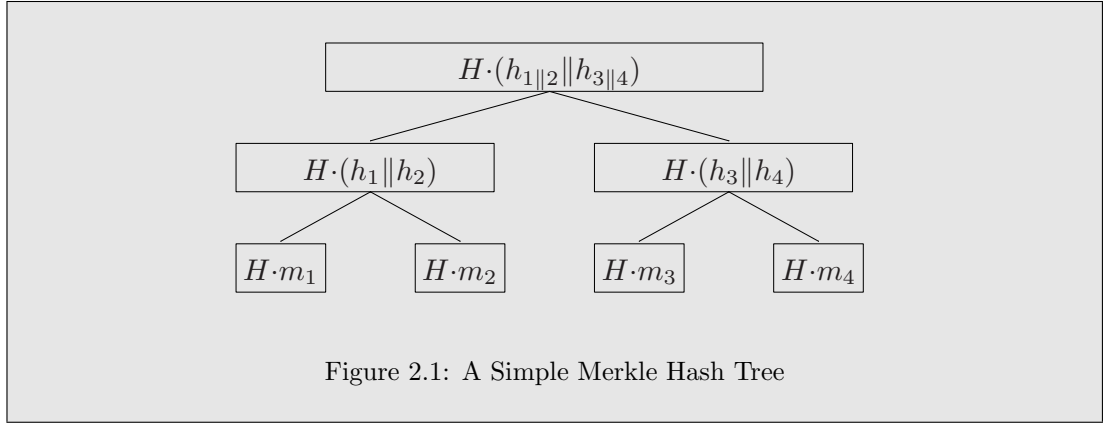 H·(h₁∥₂∥h₃∥₄)
H·(h₁∥h₂) H·(h₃∥h₄)
H·m₁ H·m₂ H·m₃ H·m₄
Figure 2.1: A Simple Merkle Hash Tree